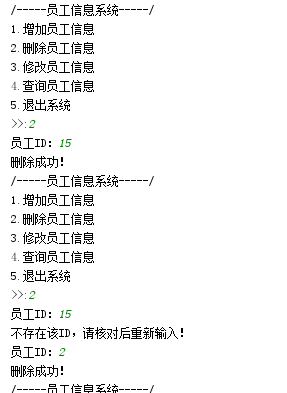 /-----员工信息系统-----/
1.增加员工信息
2.删除员工信息
3.修改员工信息
4.查询员工信息
5.退出系统
>>:2
员工ID: 15
删除成功!
/-----员工信息系统-----/
1.增加员工信息
2.删除员工信息
3.修改员工信息
4.查询员工信息
5.退出系统
>>:2
员工ID: 15
不存在该ID，请核对后重新输入!
员工ID: 2
删除成功!
/-----员工信息系统-----/